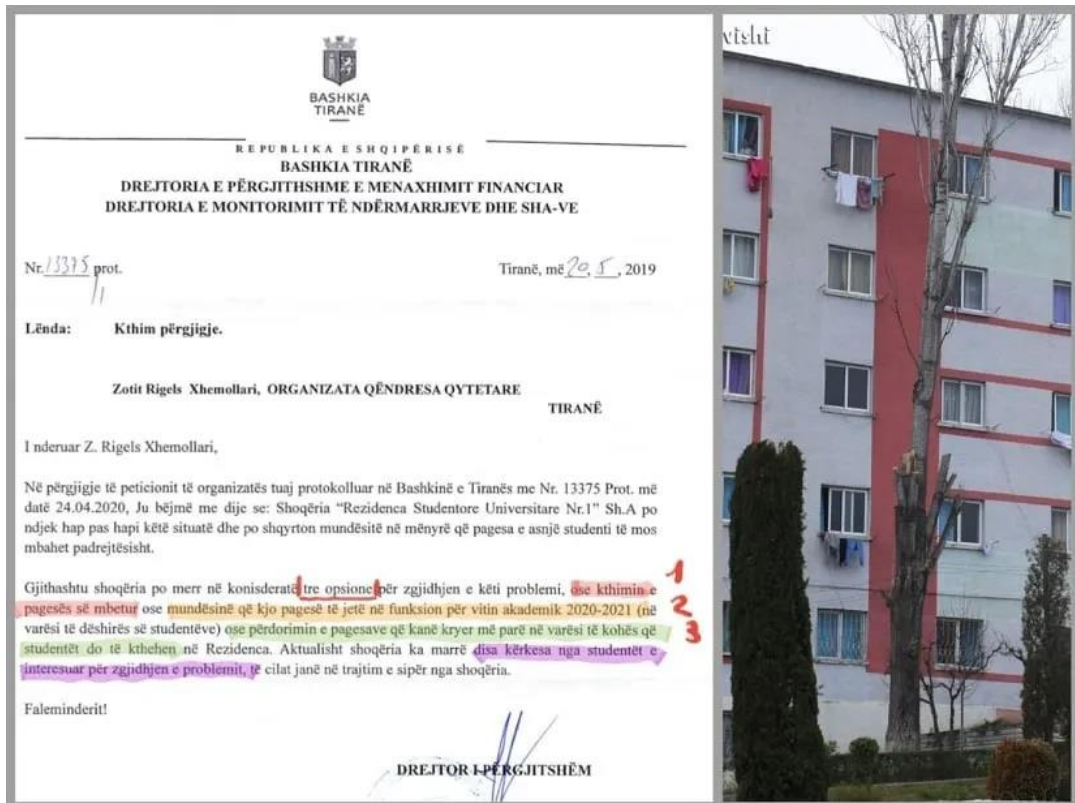 BASHKIA
TIRANË
REPUBLIKA E SHQIPËRISË
BASHKIA TIRANË
DREJTORIA E PËRGJITHSHME E MENAXHIMIT FINANCIAR
DREJTORIA E MONITORIMIT TË NDËRMARRJEVE DHE SHA-VE
Nr. 13375 prot.
Tiranë, më 20, 5, 2019
Lënda: Kthim përgjigje.
Zotit Rigels Xhemollari, ORGANIZATA QËNDRESA QYTETARE
TIRANË
I nderuar Z. Rigels Xhemollari,
Në përgjigje të peticionit të organizatës tuaj protokolluar në Bashkinë e Tiranës me Nr. 13375 Prot. më
datë 24.04.2020, Ju bëjmë me dije se: Shoqëria “Rezidenca Studentore Universitare Nr.1” Sh.A po
ndjek hap pas hapi këtë situatë dhe po shqyrton mundësitë në mënyrë që pagesa e asnjë studenti të mos
mbahet padrejtësisht.
Gjithashtu shoqëria po merr në konisderatë tre opsione për zgjidhjen e këti problemi, ose kthimin e
pagesës së mbetur ose mundësinë që kjo pagesë të jetë në funksion për vitin akademik 2020-2021 (në
varësi të dëshirës së studentëve) ose përdorimin e pagesave që kanë kryer më parë në varësi të kohës që
studentët do të kthehen në Rezidenca. Aktualisht shoqëria ka marrë disa kërkesa nga studentët e
interesuar për zgjidhjen e problemit, të cilat janë në trajtim e sipër nga shoqëria.
1
2
3
Faleminderit!
DREJTOR I PËRGJITSHËM
vishi